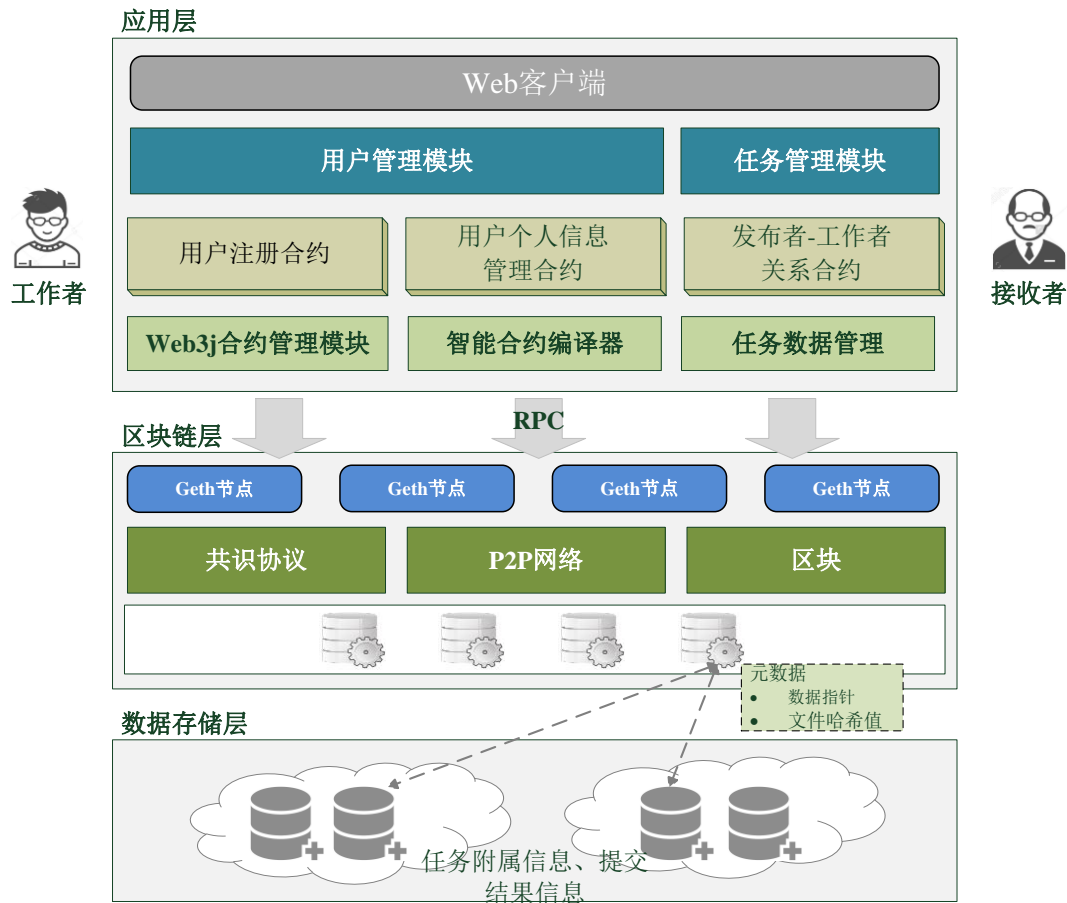 应用层
Web客户端
用户管理模块
任务管理模块
用户注册合约
用户个人信息
管理合约
发布者-工作者
关系合约
工作者
接收者
Web3j合约管理模块
智能合约编译器
任务数据管理
RPC
区块链层
Geth节点
Geth节点
Geth节点
Geth节点
共识协议
P2P网络
区块
元数据
• 数据指针
• 文件哈希值
数据存储层
任务附属信息、提交
结果信息